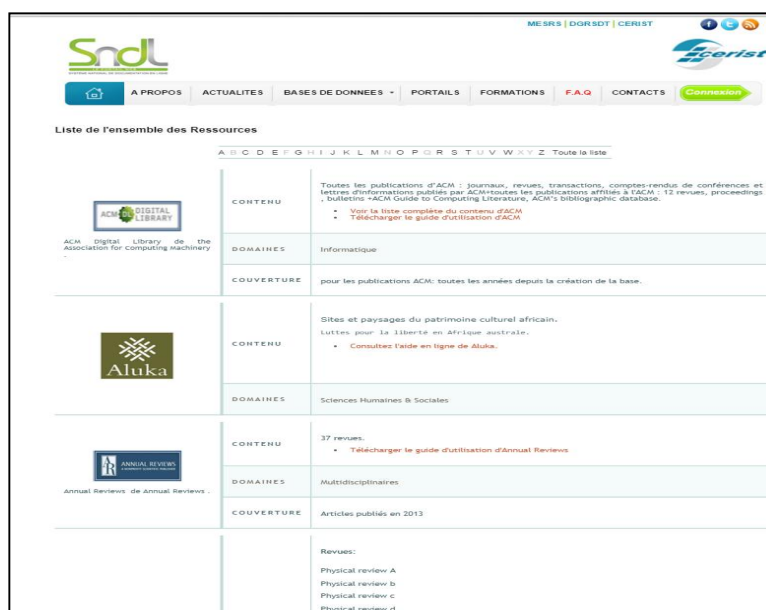 MESRS | DGRSDT | CERIST
Sndl
SYSTÈME NATIONAL DE DOCUMENTATION EN LIGNE
cerist
A PROPOS ACTUALITES BASES DE DONNEES PORTAILS FORMATIONS F.A.Q CONTACTS Connexion
Liste de l'ensemble des Ressources
A B C D E F G H I J K L M N O P Q R S T U V W X Y Z Toute la liste
ACM DL DIGITAL LIBRARY
ACM Digital Library de the Association for Computing Machinery .
CONTENU
Toutes les publications d'ACM : journaux, revues, transactions, comptes-rendus de conférences et
lettres d'informations publiés par ACM+toutes les publications affiliés à l'ACM : 12 revues, proceedings
, bulletins +ACM Guide to Computing Literature, ACM's bibliographic database.
Voir la liste complète du contenu d'ACM
Télécharger le guide d'utilisation d'ACM
DOMAINES
Informatique
COUVERTURE
pour les publications ACM: toutes les années depuis la création de la base.
Aluka
CONTENU
Sites et paysages du patrimoine culturel africain.
Luttes pour la liberté en Afrique australe.
Consultez l'aide en ligne de Aluka.
DOMAINES
Sciences Humaines & Sociales
AR ANNUAL REVIEWS
Annual Reviews de Annual Reviews .
CONTENU
37 revues.
Télécharger le guide d'utilisation d'Annual Reviews
DOMAINES
Multidisciplinaires
COUVERTURE
Articles publiés en 2013
Revues:
Physical review A
Physical review b
Physical review c
Physical review d